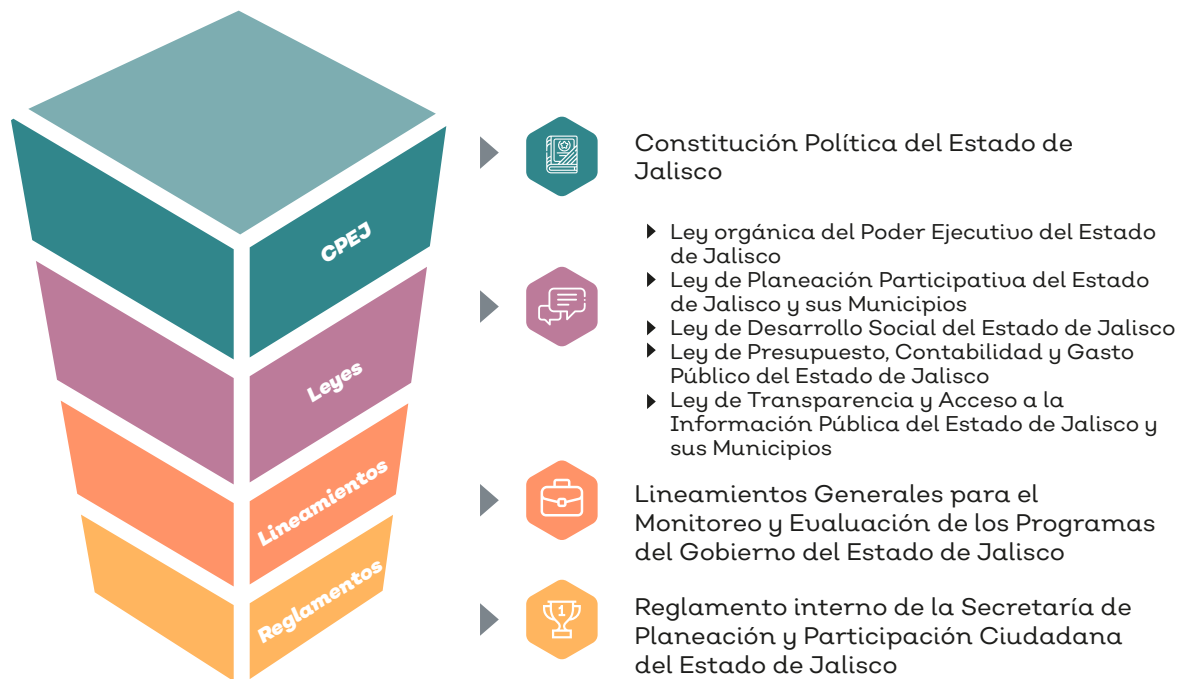 CPEJ
Constitución Política del Estado de
Jalisco
Leyes
Ley orgánica del Poder Ejecutivo del Estado
de Jalisco
Ley de Planeación Participativa del Estado
de Jalisco y sus Municipios
Ley de Desarrollo Social del Estado de Jalisco
Ley de Presupuesto, Contabilidad y Gasto
Público del Estado de Jalisco
Ley de Transparencia y Acceso a la
Información Pública del Estado de Jalisco y
sus Municipios
Lineamientos
Lineamientos Generales para el
Monitoreo y Evaluación de los Programas
del Gobierno del Estado de Jalisco
Reglamentos
1
Reglamento interno de la Secretaría de
Planeación y Participación Ciudadana
del Estado de Jalisco